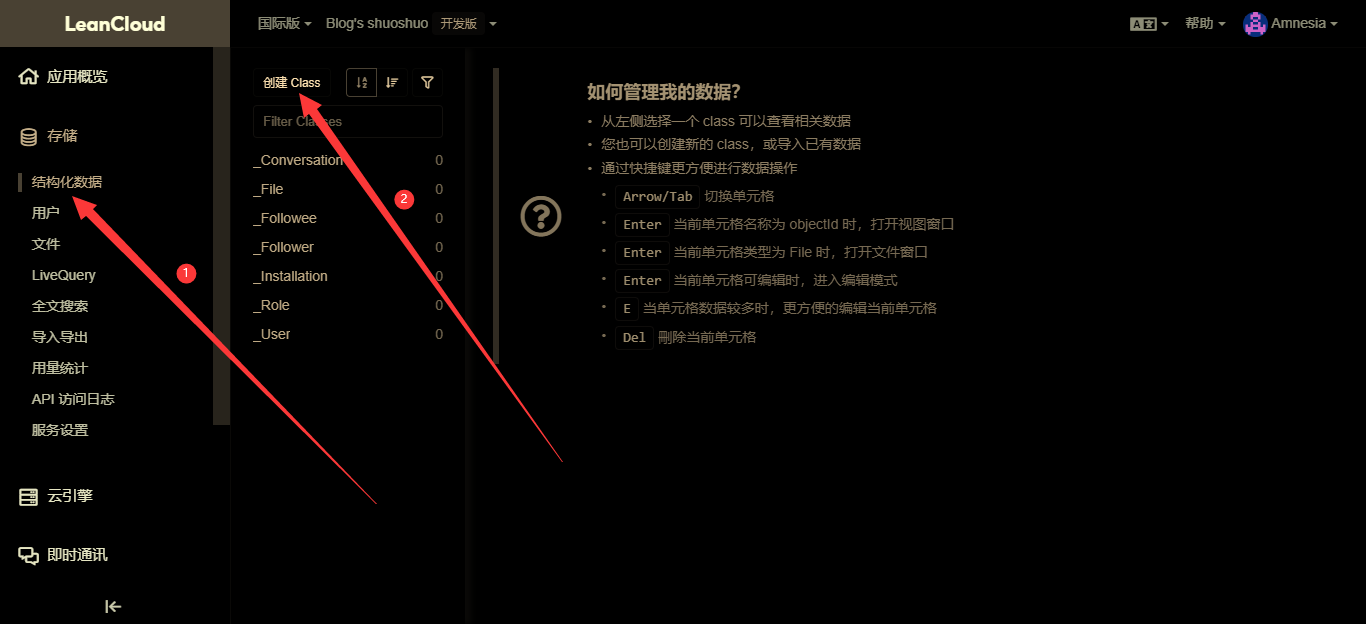 LeanCloud
国际版
Blog's shuoshuo
开发版
帮助
Amnesia
应用概览
存储
结构化数据
用户
文件
LiveQuery
全文搜索
导入导出
用量统计
API 访问日志
服务设置
云引擎
即时通讯
1
创建 Class
Filter Classes
_Conversation 0
_File 0
_Followee 0
_Follower 0
_Installation 0
_Role 0
_User 0
2
如何管理我的数据?
• 从左侧选择一个 class 可以查看相关数据
• 您也可以创建新的 class，或导入已有数据
• 通过快捷键更方便进行数据操作
• Arrow/Tab 切换单元格
• Enter 当前单元格名称为 objectId 时，打开视图窗口
• Enter 当前单元格类型为 File 时，打开文件窗口
• Enter 当前单元格可编辑时，进入编辑模式
• E 当单元格数据较多时，更方便的编辑当前单元格
• Del 刪除当前单元格